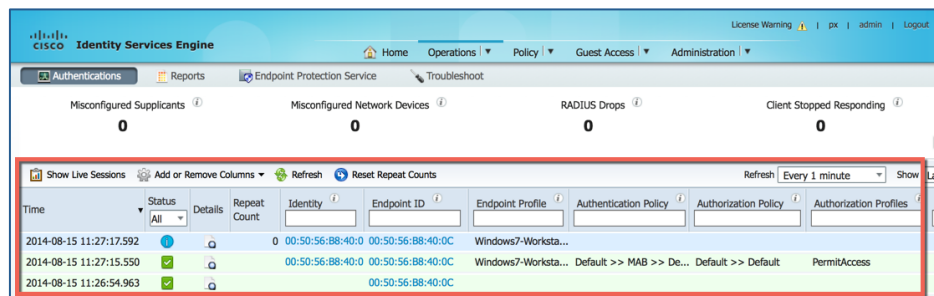 License Warning | px | admin | Logout
CISCO Identity Services Engine
Home Operations | Policy | Guest Access | Administration |
Authentications Reports Endpoint Protection Service Troubleshoot
Misconfigured Supplicants Misconfigured Network Devices RADIUS Drops Client Stopped Responding
0 0 0 0
Show Live Sessions Add or Remove Columns Refresh Reset Repeat Counts Refresh Every 1 minute Show
Time Status Details Repeat Count Identity Endpoint ID Endpoint Profile Authentication Policy Authorization Policy Authorization Profiles
All
2014-08-15 11:27:17.592 0 00:50:56:B8:40:0 00:50:56:B8:40:0C Windows7-Worksta...
2014-08-15 11:27:15.550 00:50:56:B8:40:0 00:50:56:B8:40:0C Windows7-Worksta... Default >> MAB >> De... Default >> Default PermitAccess
2014-08-15 11:26:54.963 00:50:56:B8:40:0C